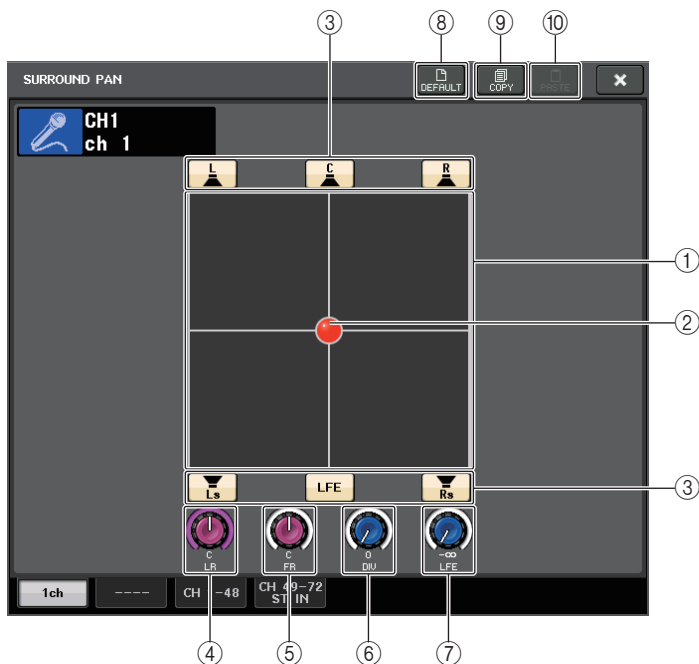 ③ ⑧ ⑨ ⑩
SURROUND PAN
DEFAULT COPY PASTE ×
CH1
ch 1
L C R
①
②
Ls LFE Rs ③
C C 0 -∞
LR FR DIV LFE
1ch ---- CH -48 CH 49-72
ST IN
④ ⑤ ⑥ ⑦